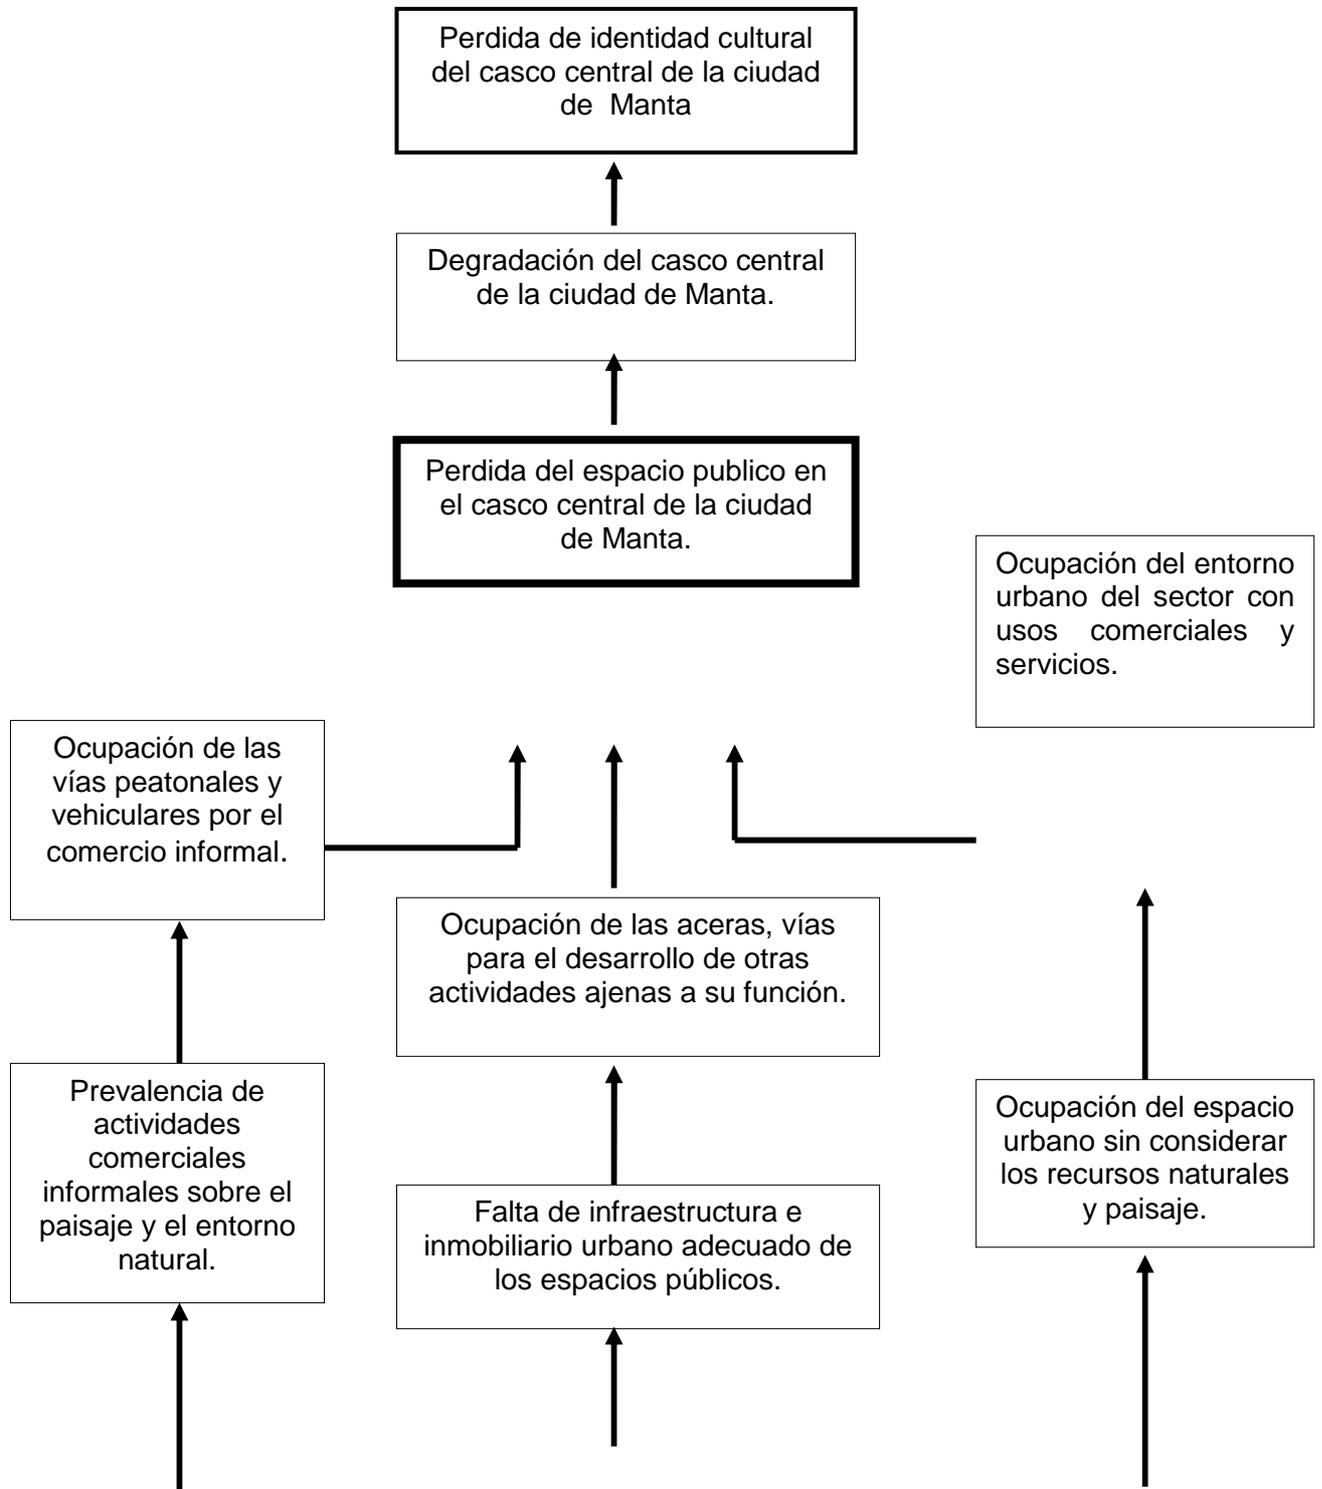 Perdida de identidad cultural
del casco central de la ciudad
de Manta
Degradación del casco central
de la ciudad de Manta.
Perdida del espacio publico en
el casco central de la ciudad
de Manta.
Ocupación del entorno
urbano del sector con
usos comerciales y
servicios.
Ocupación de las
vías peatonales y
vehiculares por el
comercio informal.
Ocupación de las aceras, vías
para el desarrollo de otras
actividades ajenas a su función.
Prevalencia de
actividades
comerciales
informales sobre el
paisaje y el entorno
natural.
Falta de infraestructura e
inmobiliario urbano adecuado de
los espacios públicos.
Ocupación del espacio
urbano sin considerar
los recursos naturales
y paisaje.